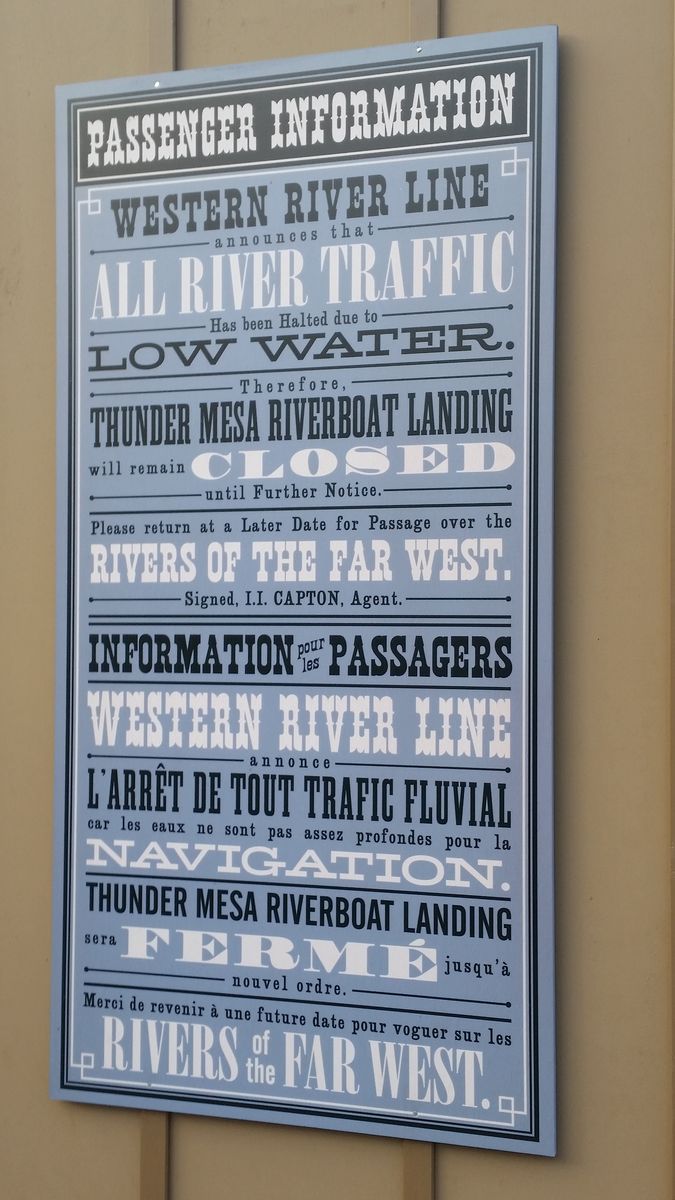 PASSENGER INFORMATION
WESTERN RIVER LINE
announces that
ALL RIVER TRAFFIC
Has been Halted due to
LOW WATER.
Therefore,
THUNDER MESA RIVERBOAT LANDING
will remain CLOSED
until Further Notice.
Please return at a Later Date for Passage over the
RIVERS OF THE FAR WEST.
Signed, I.I. CAPTON, Agent.
INFORMATION pour les PASSAGERS
WESTERN RIVER LINE
annonce
L'ARRÊT DE TOUT TRAFIC FLUVIAL
car les eaux ne sont pas assez profondes pour la
NAVIGATION.
THUNDER MESA RIVERBOAT LANDING
sera FERMÉ jusqu'à
nouvel ordre.
Merci de revenir à une future date pour voguer sur les
RIVERS of the FAR WEST.